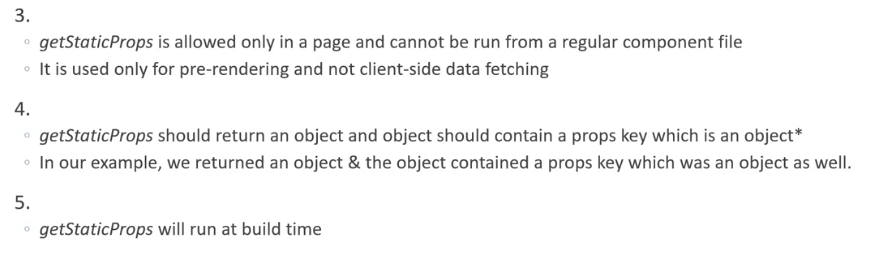 3.
◦ getStaticProps is allowed only in a page and cannot be run from a regular component file
◦ It is used only for pre-rendering and not client-side data fetching
4.
◦ getStaticProps should return an object and object should contain a props key which is an object*
◦ In our example, we returned an object & the object contained a props key which was an object as well.
5.
◦ getStaticProps will run at build time